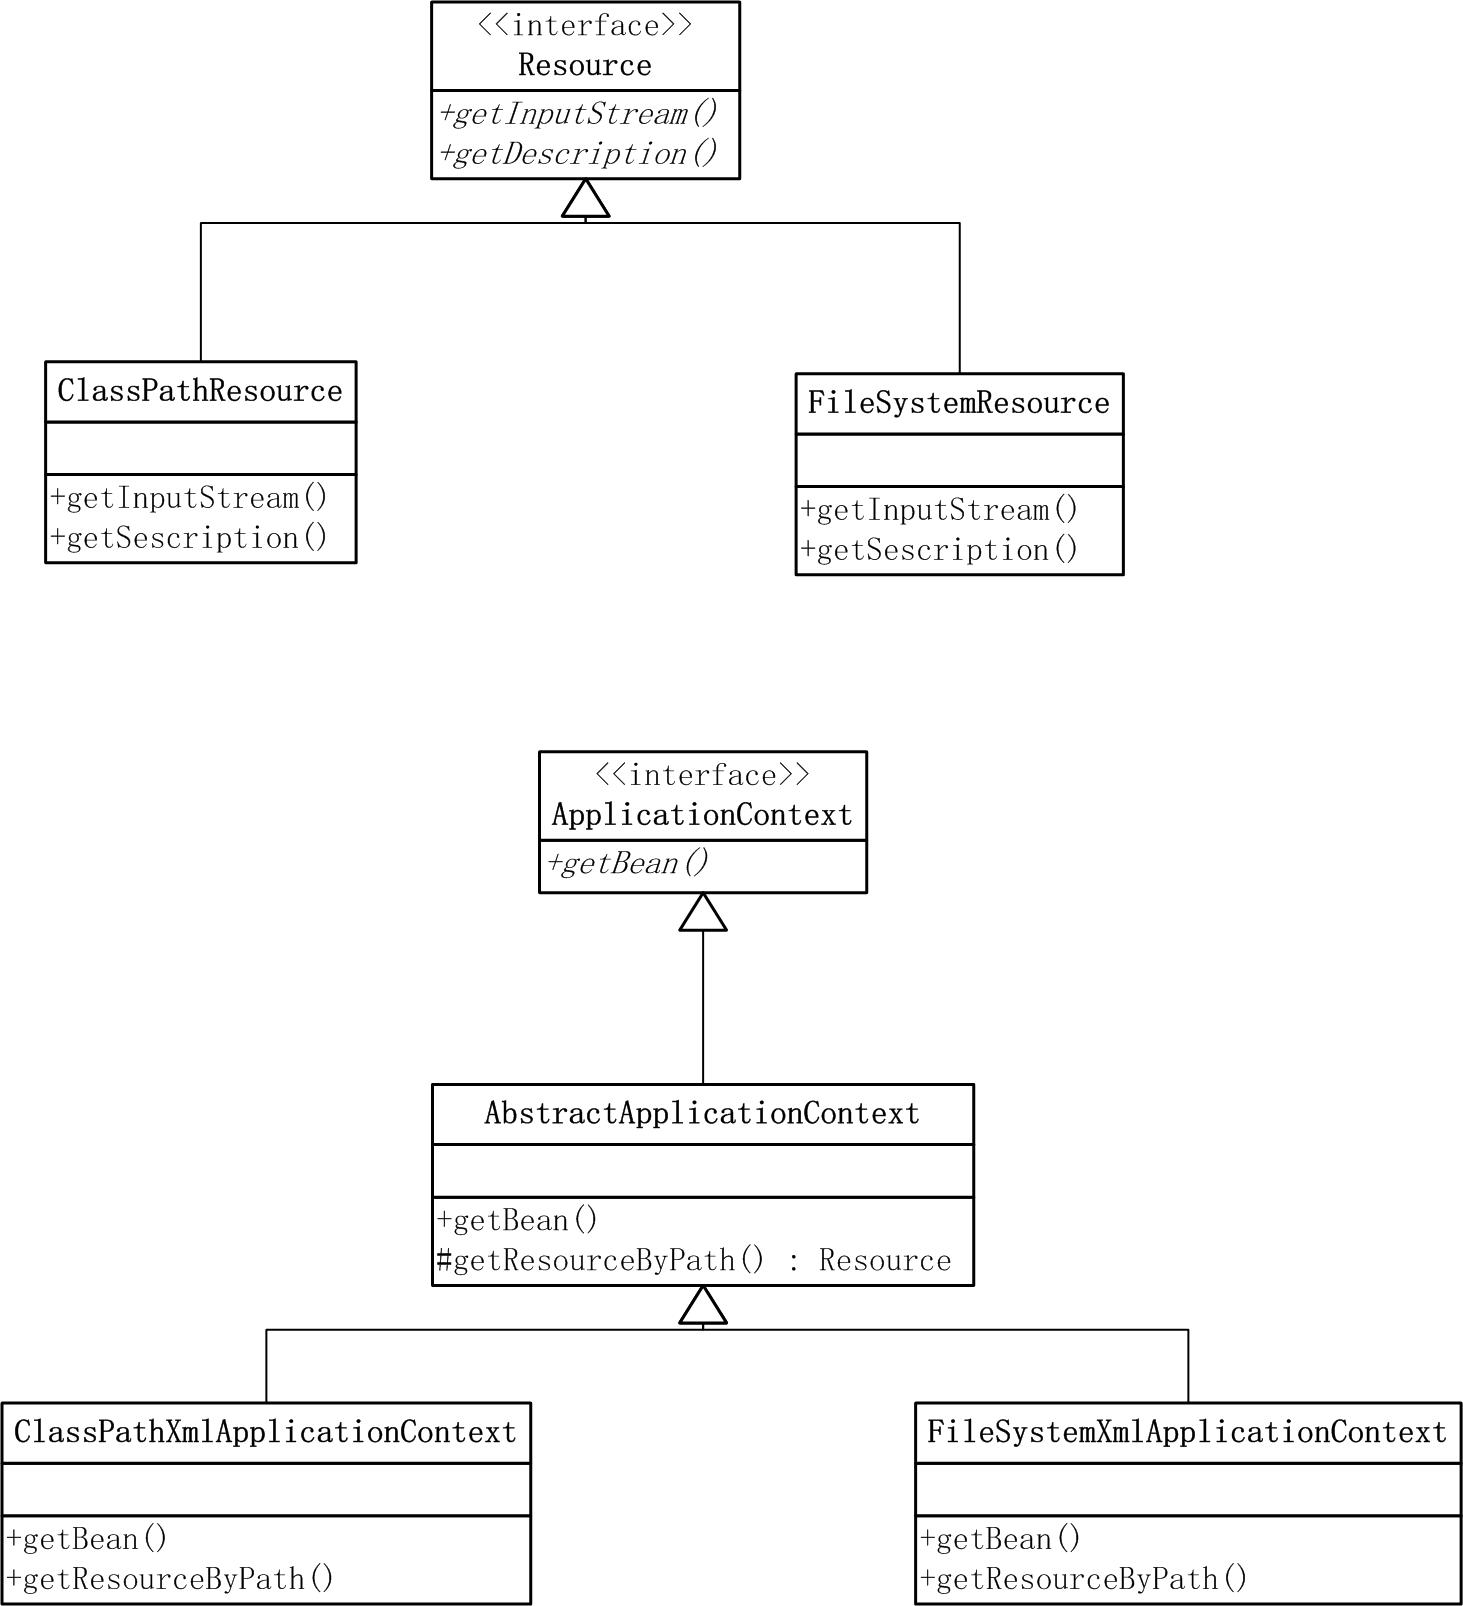 <<interface>>
Resource
+getInputStream()
+getDescription()
ClassPathResource
+getInputStream()
+getSescription()
FileSystemResource
+getInputStream()
+getSescription()
<<interface>>
ApplicationContext
+getBean()
AbstractApplicationContext
+getBean()
#getResourceByPath() : Resource
ClassPathXmlApplicationContext
+getBean()
+getResourceByPath()
FileSystemXmlApplicationContext
+getBean()
+getResourceByPath()